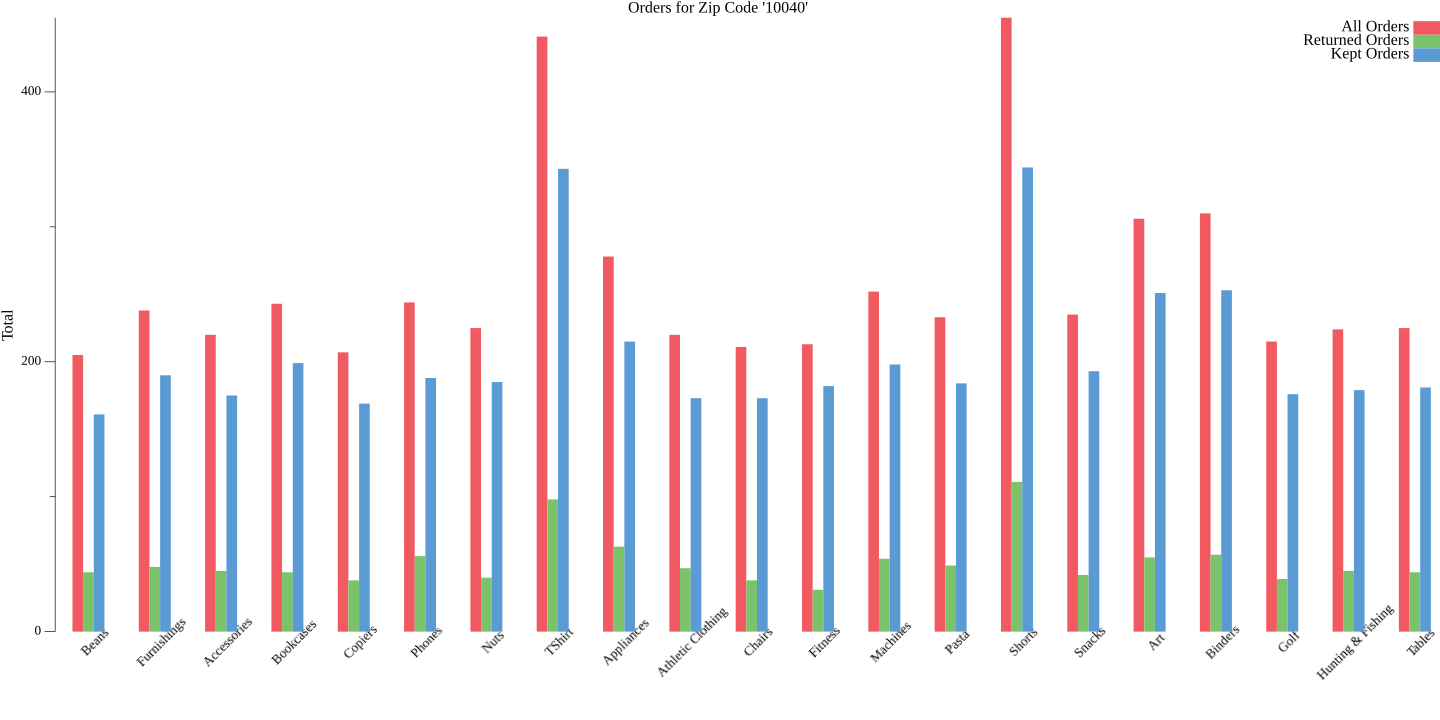 Orders for Zip Code '10040'
All Orders
Returned Orders
Kept Orders
Total
400
200
0
Beans
Furnishings
Accessories
Bookcases
Copiers
Phones
Nuts
TShirt
Appliances
Athletic Clothing
Chairs
Fitness
Machines
Pasta
Shorts
Snacks
Art
Binders
Golf
Hunting & Fishing
Tables